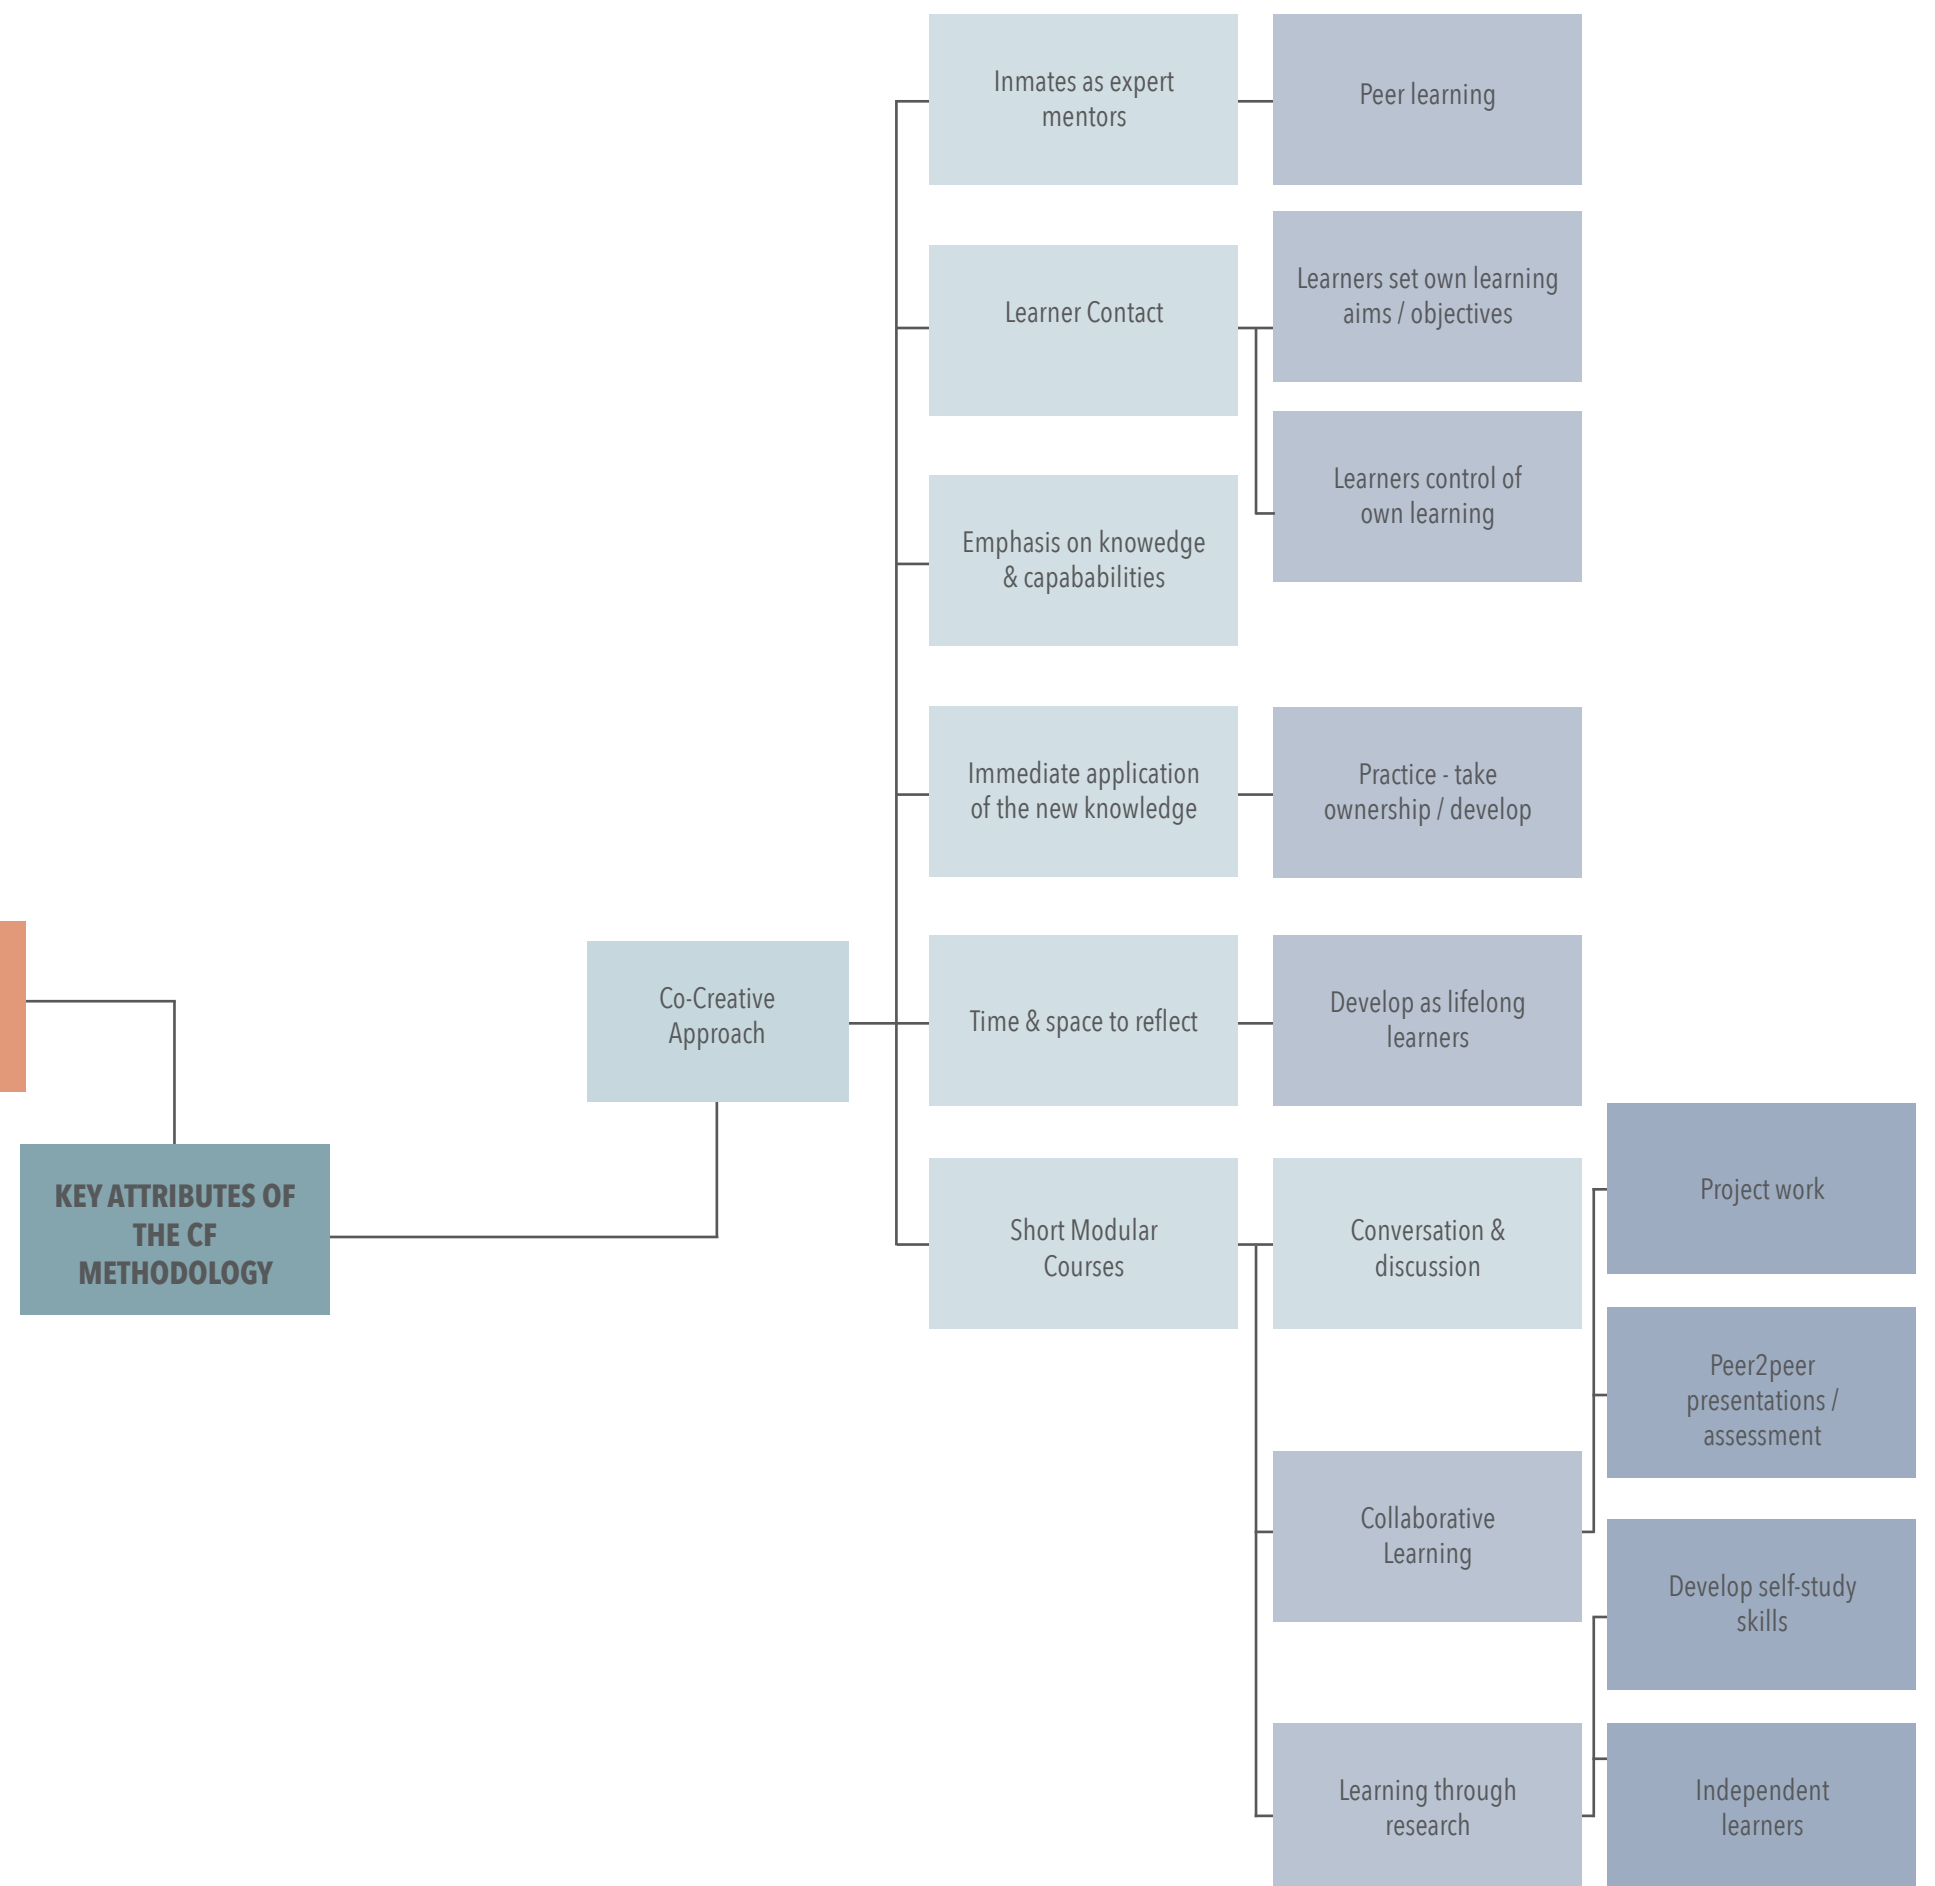 Inmates as expert
mentors
Peer learning
Learner Contact
Learners set own learning
aims / objectives
Learners control of
own learning
Emphasis on knowedge
& capababilities
Immediate application
of the new knowledge
Practice - take
ownership / develop
Co-Creative
Approach
Time & space to reflect
Develop as lifelong
learners
KEY ATTRIBUTES OF
THE CF
METHODOLOGY
Short Modular
Courses
Conversation &
discussion
Project work
Peer2peer
presentations /
assessment
Collaborative
Learning
Develop self-study
skills
Learning through
research
Independent
learners